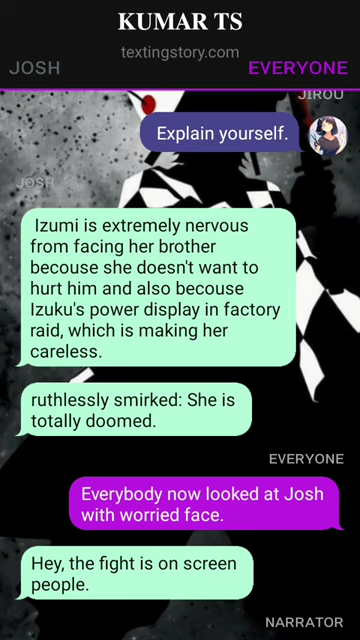 KUMAR TS
textingstory.com
JOSH
EVERYONE
JIROU
Explain yourself.
JOSH
Izumi is extremely nervous
from facing her brother
becouse she doesn't want to
hurt him and also becouse
Izuku's power display in factory
raid, which is making her
careless.
ruthlessly smirked: She is
totally doomed.
EVERYONE
Everybody now looked at Josh
with worried face.
Hey, the fight is on screen
people.
NARRATOR